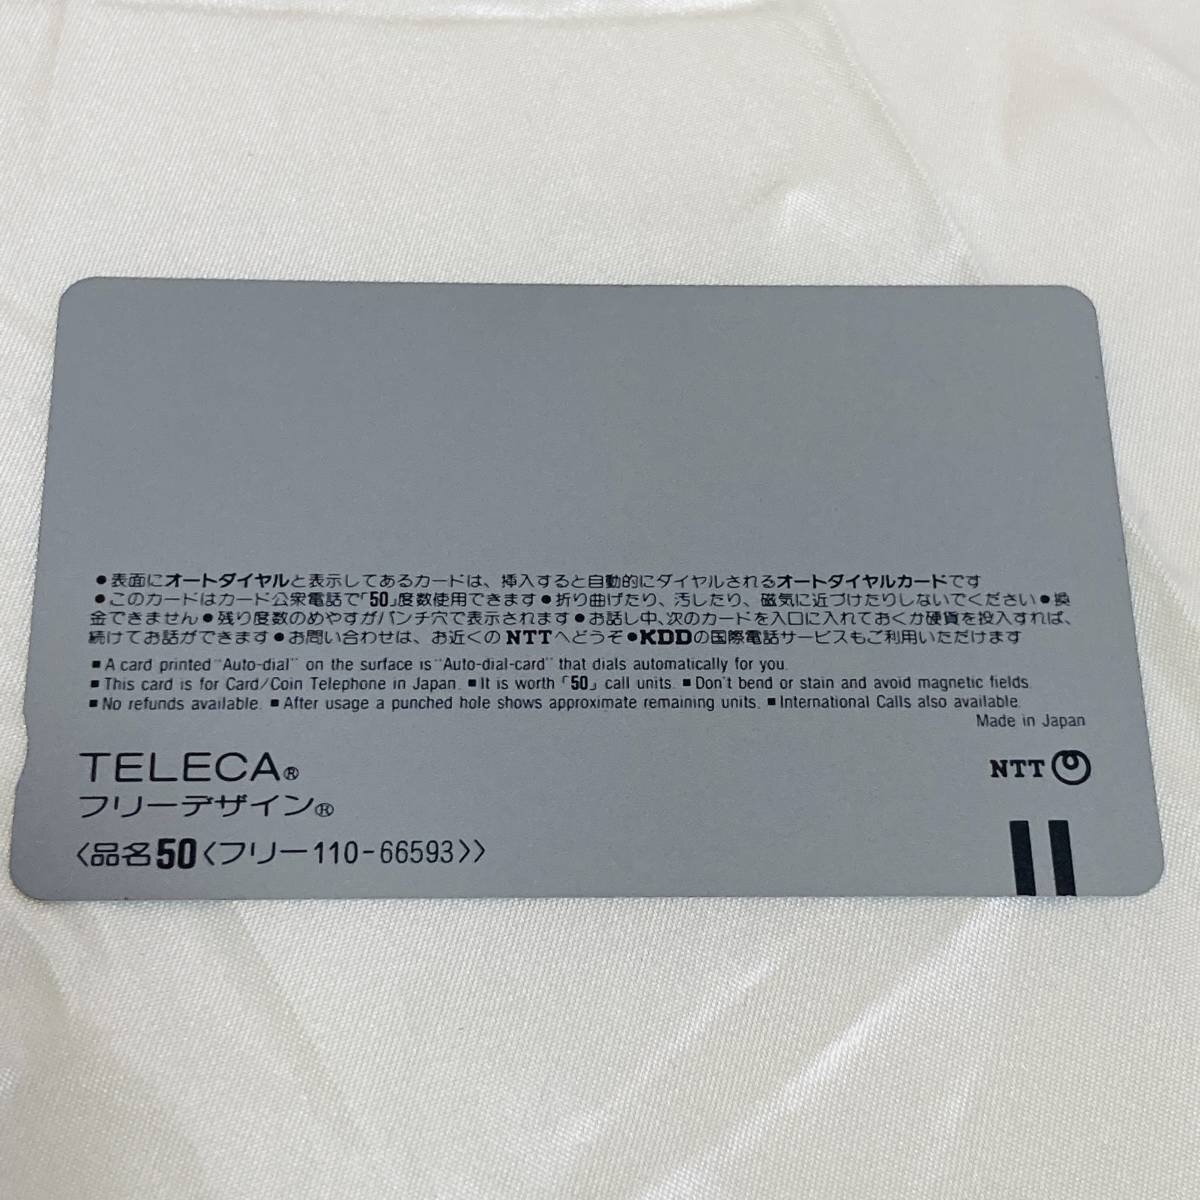 ●表面にオートダイヤルと表示してあるカードは、挿入すると自動的にダイヤルされるオートダイヤルカードです
●このカードはカード公衆電話で「50」度数使用できます●折り曲げたり、汚したり、磁気に近づけたりしないでください●換
金できません●残り度数のめやすがパンチ穴で表示されます●お話し中、次のカードを入口に入れておくか硬貨を投入すれば、
続けてお話ができます●お問い合わせは、お近くのNTTへどうぞ●KDDの国際電話サービスもご利用いただけます
■A card printed "Auto-dial" on the surface is "Auto-dial-card" that dials automatically for you.
■This card is for Card/Coin Telephone in Japan. ■It is worth「50」call units. ■Don't bend or stain and avoid magnetic fields.
■No refunds available. ■After usage a punched hole shows approximate remaining units. ■International Calls also available.
Made in Japan
TELECA®
フリーデザイン®
〈品名50〈フリー110-66593〉〉
NTT